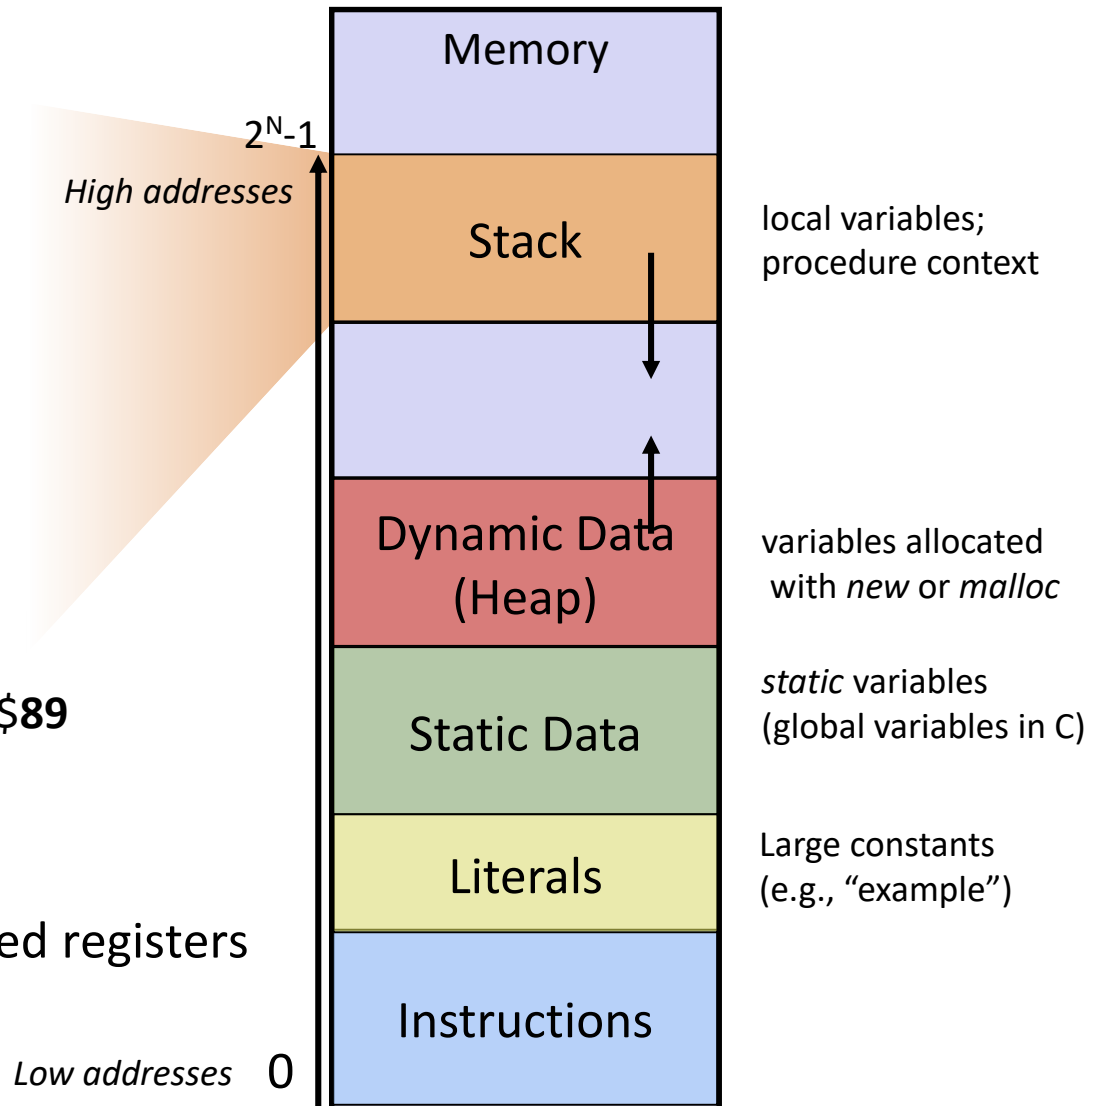 Memory
2ᴺ-1
High addresses
Stack
local variables;
procedure context
Dynamic Data
(Heap)
variables allocated
with new or malloc
$89
Static Data
static variables
(global variables in C)
Literals
Large constants
(e.g., “example”)
ed registers
Instructions
Low addresses 0